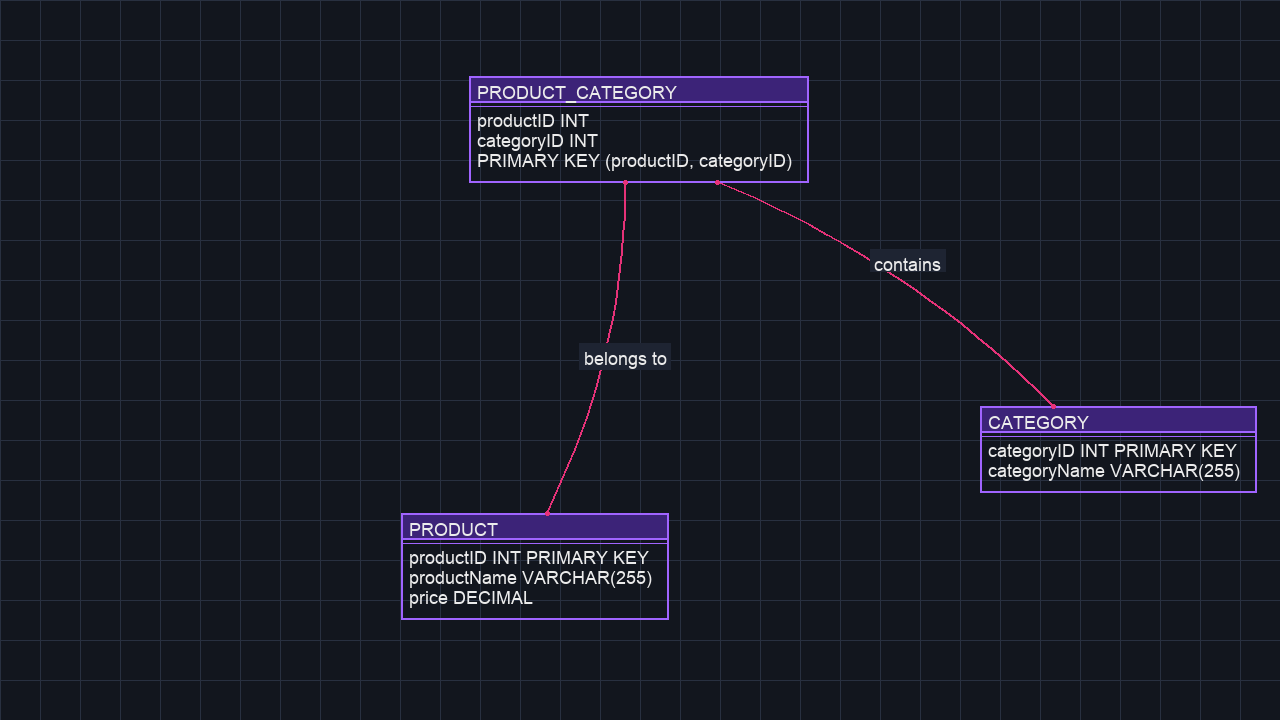 PRODUCT_CATEGORY
productID INT
categoryID INT
PRIMARY KEY (productID, categoryID)
contains
belongs to
CATEGORY
categoryID INT PRIMARY KEY
categoryName VARCHAR(255)
PRODUCT
productID INT PRIMARY KEY
productName VARCHAR(255)
price DECIMAL